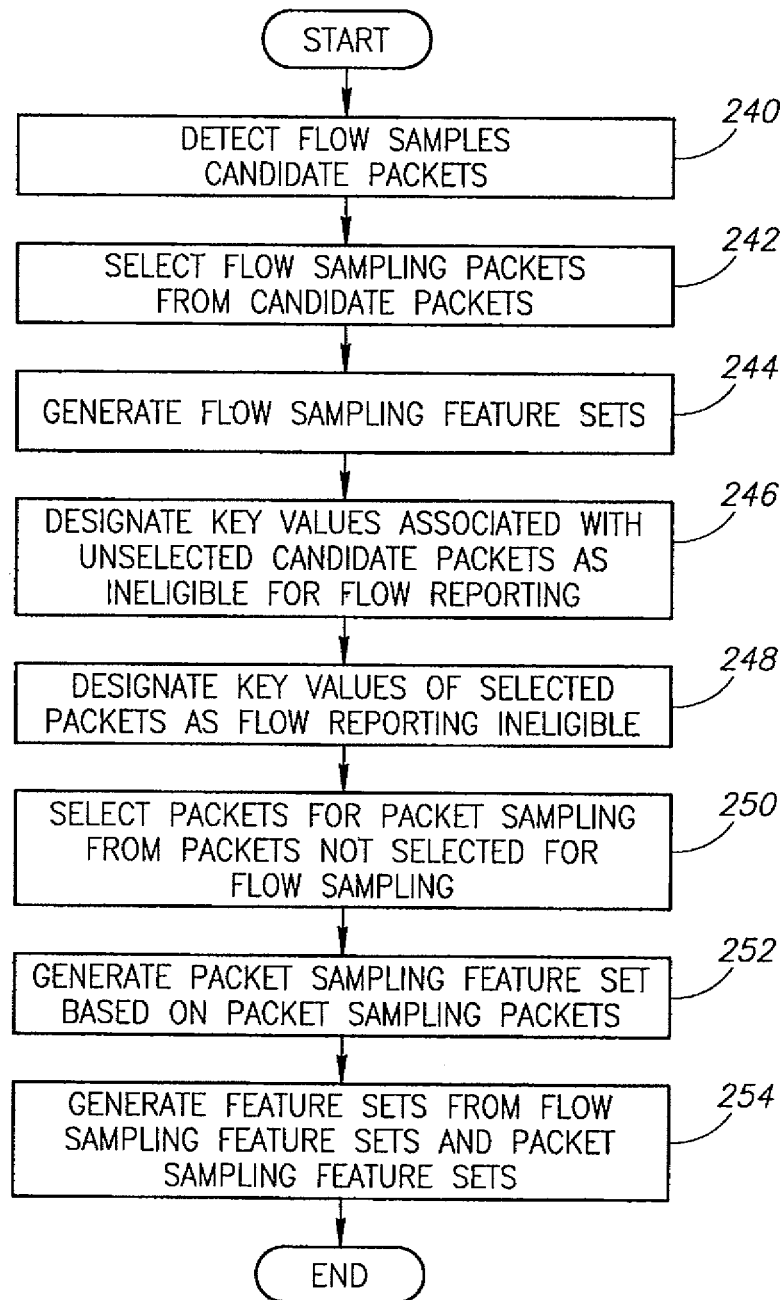 START
240
DETECT FLOW SAMPLES
CANDIDATE PACKETS
242
SELECT FLOW SAMPLING PACKETS
FROM CANDIDATE PACKETS
244
GENERATE FLOW SAMPLING FEATURE SETS
246
DESIGNATE KEY VALUES ASSOCIATED WITH
UNSELECTED CANDIDATE PACKETS AS
INELIGIBLE FOR FLOW REPORTING
248
DESIGNATE KEY VALUES OF SELECTED
PACKETS AS FLOW REPORTING INELIGIBLE
250
SELECT PACKETS FOR PACKET SAMPLING
FROM PACKETS NOT SELECTED FOR
FLOW SAMPLING
252
GENERATE PACKET SAMPLING FEATURE SET
BASED ON PACKET SAMPLING PACKETS
254
GENERATE FEATURE SETS FROM FLOW
SAMPLING FEATURE SETS AND PACKET
SAMPLING FEATURE SETS
END